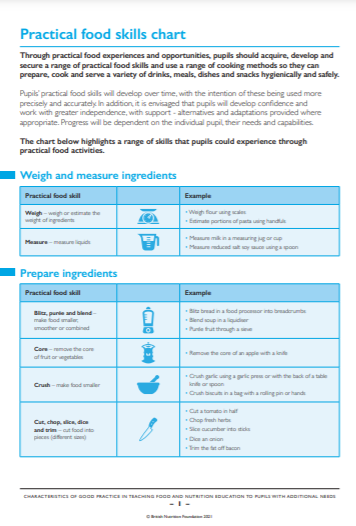 Practical food skills chart
Through practical food experiences and opportunities, pupils should acquire, develop and
secure a range of practical food skills and use a range of cooking methods so they can
prepare, cook and serve a variety of drinks, meals, dishes and snacks hygienically and safely.
Pupils' practical food skills will develop over time, with the intention of these being used more
precisely and accurately. In addition, it is envisaged that pupils will develop confidence and
work with greater independence, with support - alternatives and adaptations provided where
appropriate. Progress will be dependent on the individual pupil, their needs and capabilities.
The chart below highlights a range of skills that pupils could experience through
practical food activities.
Weigh and measure ingredients
Practical food skill
Example
Weigh – weigh or estimate the
weight of ingredients
• Weigh flour using scales
• Estimate portions of pasta using handfuls
Measure – measure liquids
• Measure milk in a measuring jug or cup
• Measure reduced salt soy sauce using a spoon
Prepare ingredients
Practical food skill
Example
Blitz, purée and blend –
make food smaller,
smoother or combined
• Blitz bread in a food processor into breadcrumbs
• Blend soup in a liquidiser
• Purée fruit through a sieve
Core – remove the core
of fruit or vegetables
• Remove the core of an apple with a knife
Crush – make food smaller
• Crush garlic using a garlic press or with the back of a table
knife or spoon
• Crush biscuits in a bag with a rolling pin or hands
Cut, chop, slice, dice
and trim – cut food into
pieces (different sizes)
• Cut a tomato in half
• Chop fresh herbs
• Slice cucumber into sticks
• Dice an onion
• Trim the fat off bacon
CHARACTERISTICS OF GOOD PRACTICE IN TEACHING FOOD AND NUTRITION EDUCATION TO PUPILS WITH ADDITIONAL NEEDS
– 1 –
© British Nutrition Foundation 2021